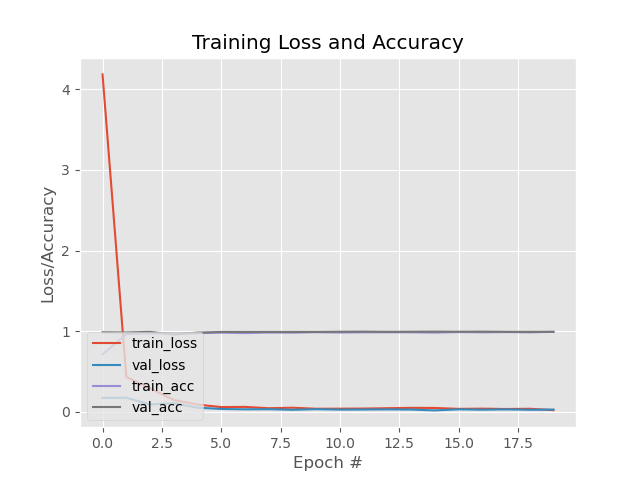 Training Loss and Accuracy
4
3
2
1
0
Loss/Accuracy
train_loss
val_loss
train_acc
val_acc
0.0 2.5 5.0 7.5 10.0 12.5 15.0 17.5
Epoch #